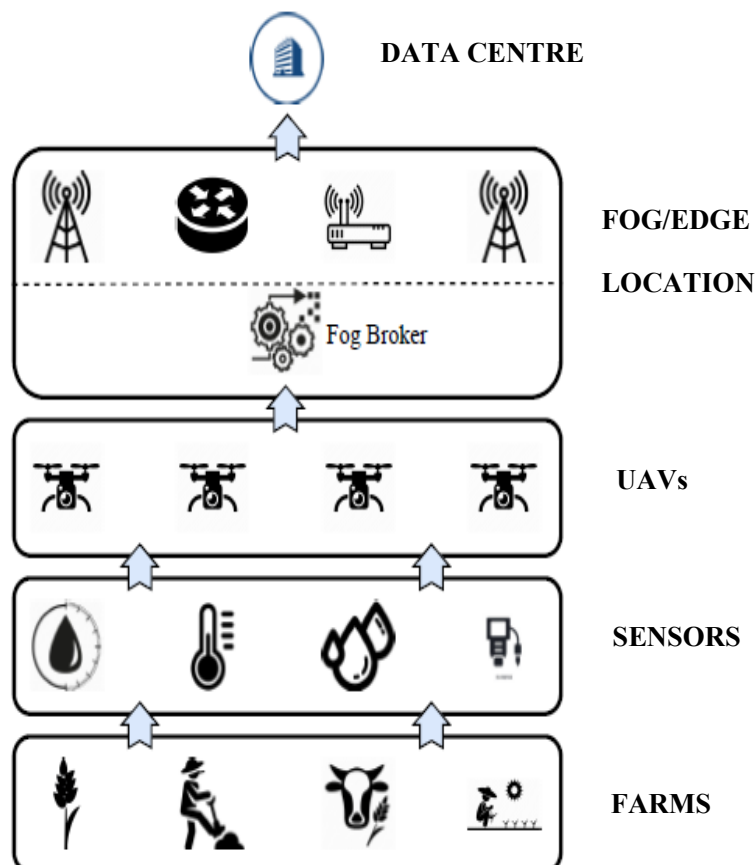 DATA CENTRE
FOG/EDGE
LOCATION
Fog Broker
UAVs
SENSORS
FARMS